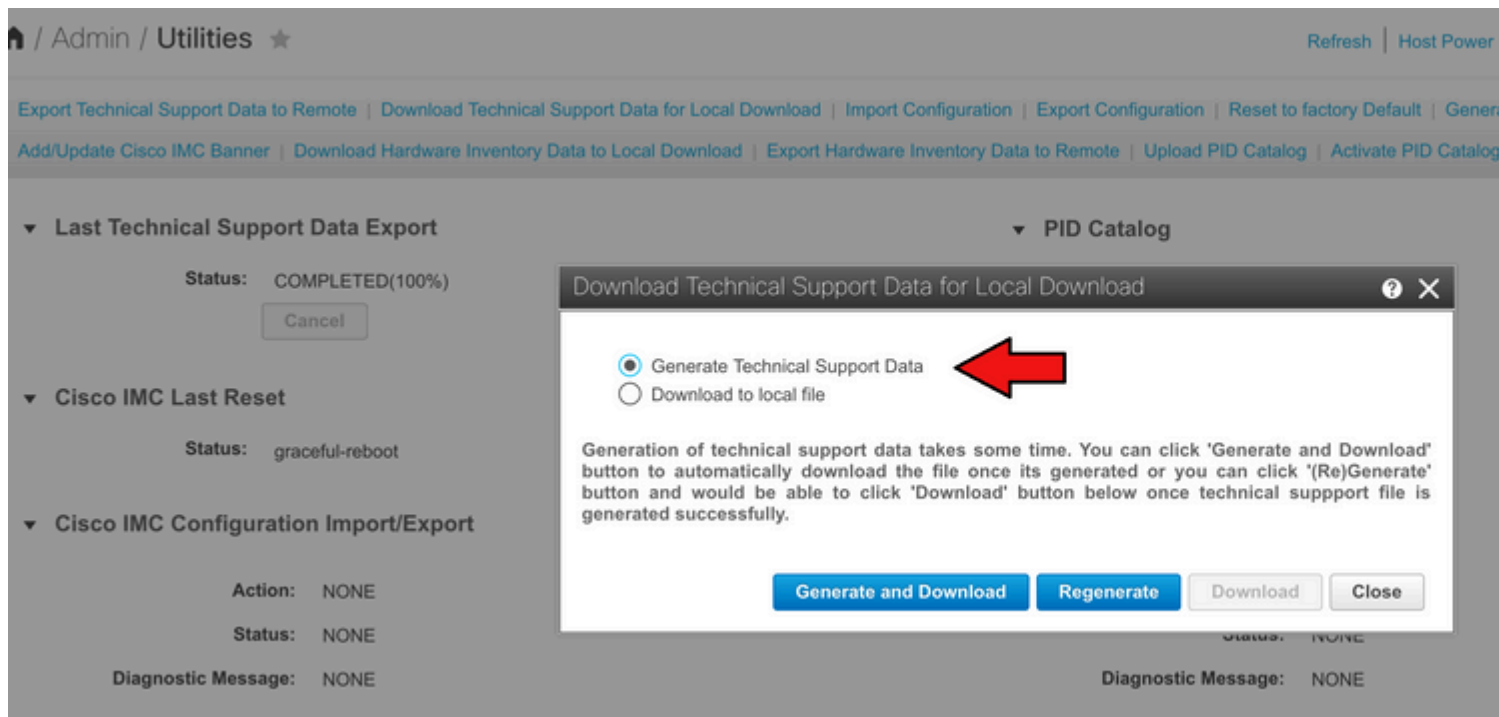 / Admin / Utilities
Refresh | Host Power
Export Technical Support Data to Remote | Download Technical Support Data for Local Download | Import Configuration | Export Configuration | Reset to factory Default |
Add/Update Cisco IMC Banner | Download Hardware Inventory Data to Local Download | Export Hardware Inventory Data to Remote | Upload PID Catalog | Activate PID Catalog
Last Technical Support Data Export
PID Catalog
Status: COMPLETED(100%)
Cancel
Download Technical Support Data for Local Download
Generate Technical Support Data
Download to local file
Generation of technical support data takes some time. You can click 'Generate and Download'
button to automatically download the file once its generated or you can click '(Re)Generate'
button and would be able to click 'Download' button below once technical suppport file is
generated successfully.
Generate and Download
Regenerate
Download
Close
Cisco IMC Last Reset
Status: graceful-reboot
Cisco IMC Configuration Import/Export
Action: NONE
Status: NONE
Status: NONE
Diagnostic Message: NONE
Diagnostic Message: NONE